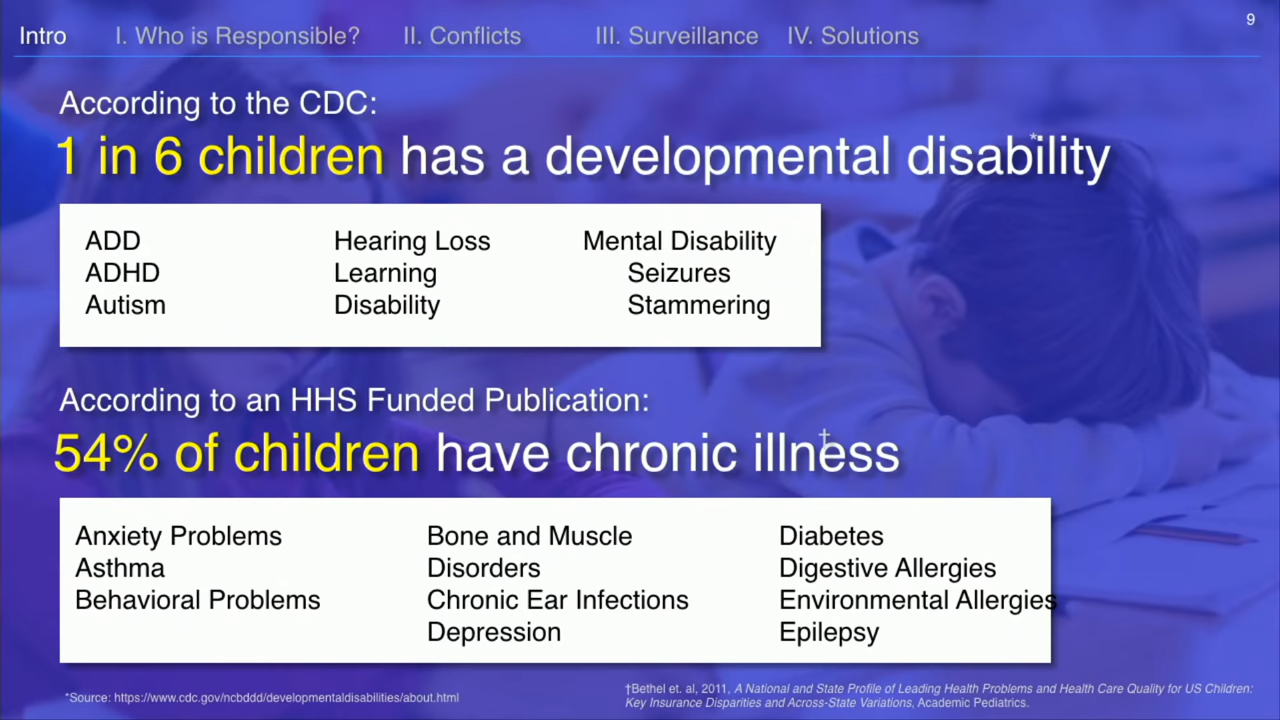 9
Intro I. Who is Responsible? II. Conflicts III. Surveillance IV. Solutions
According to the CDC:
1 in 6 children has a developmental disability*
ADD Hearing Loss Mental Disability
ADHD Learning Seizures
Autism Disability Stammering
According to an HHS Funded Publication:
54% of children have chronic illness†
Anxiety Problems Bone and Muscle Diabetes
Asthma Disorders Digestive Allergies
Behavioral Problems Chronic Ear Infections Environmental Allergies
Depression Epilepsy
*Source: https://www.cdc.gov/ncbddd/developmentaldisabilities/about.html
†Bethel et. al, 2011, A National and State Profile of Leading Health Problems and Health Care Quality for US Children:
Key Insurance Disparities and Across-State Variations, Academic Pediatrics.